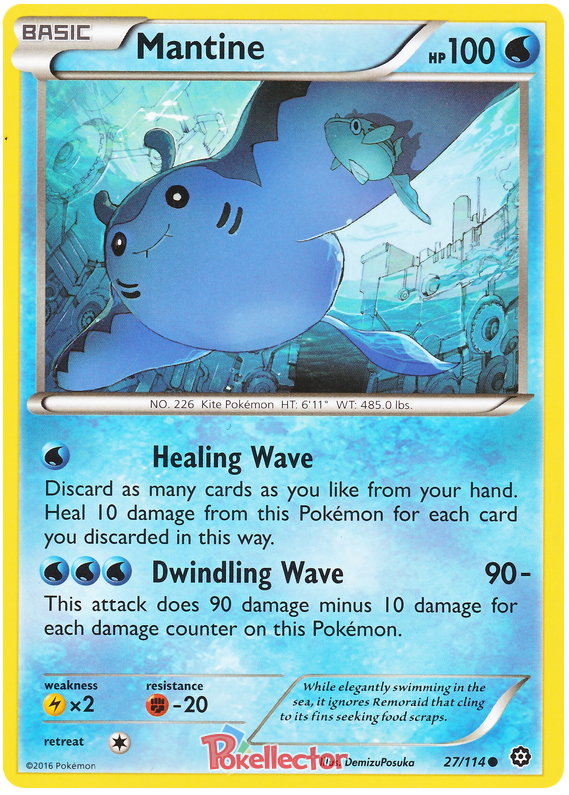 BASIC
Mantine
HP 100
NO. 226 Kite Pokémon HT: 6'11" WT: 485.0 lbs.
Healing Wave
Discard as many cards as you like from your hand.
Heal 10 damage from this Pokémon for each card
you discarded in this way.
Dwindling Wave 90-
This attack does 90 damage minus 10 damage for
each damage counter on this Pokémon.
weakness resistance
×2 -20
While elegantly swimming in the
sea, it ignores Remoraid that cling
to its fins seeking food scraps.
retreat
Pokellector
©2016 Pokémon Illus. DemizuPosuka 27/114